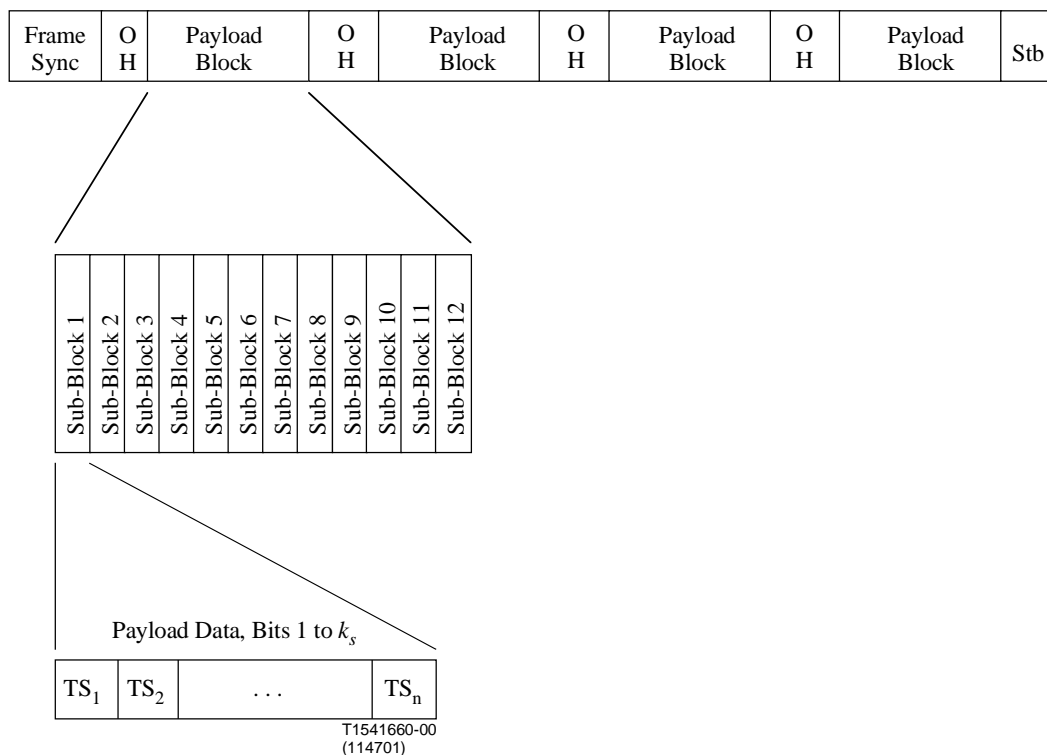 Frame Sync
O H
Payload Block
O H
Payload Block
O H
Payload Block
O H
Payload Block
Stb
Sub-Block 1
Sub-Block 2
Sub-Block 3
Sub-Block 4
Sub-Block 5
Sub-Block 6
Sub-Block 7
Sub-Block 8
Sub-Block 9
Sub-Block 10
Sub-Block 11
Sub-Block 12
Payload Data, Bits 1 to kₛ
TS₁
TS₂
. . .
TSₙ
T1541660-00
(114701)